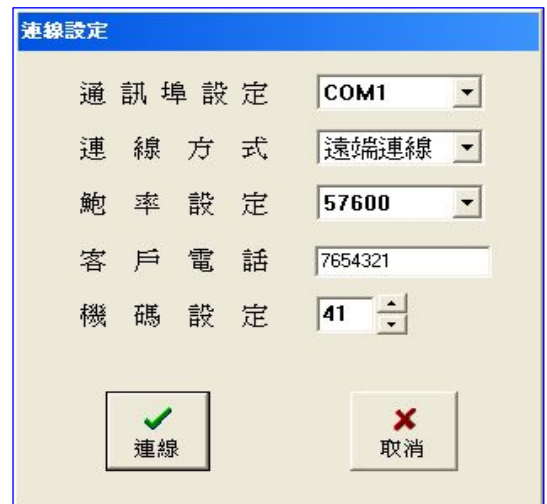 連線設定
通訊埠設定 COM1
連線方式 遠端連線
鮑率設定 57600
客戶電話 7654321
機碼設定 41
連線 取消